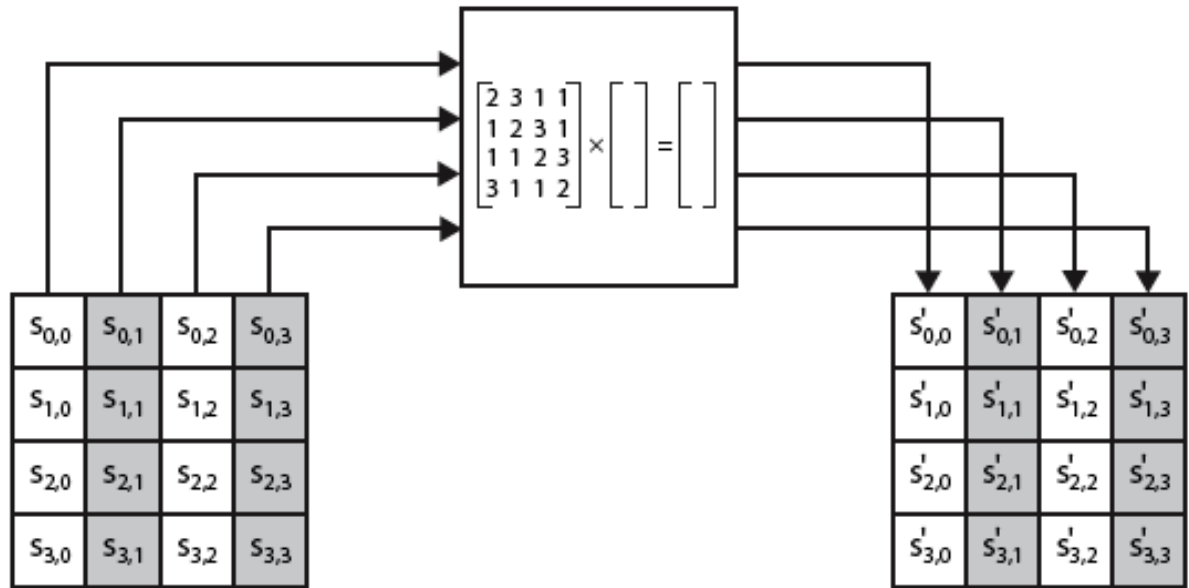 2 3 1 1
1 2 3 1
1 1 2 3
3 1 1 2
× =
S0,0 S0,1 S0,2 S0,3
S1,0 S1,1 S1,2 S1,3
S2,0 S2,1 S2,2 S2,3
S3,0 S3,1 S3,2 S3,3
S'0,0 S'0,1 S'0,2 S'0,3
S'1,0 S'1,1 S'1,2 S'1,3
S'2,0 S'2,1 S'2,2 S'2,3
S'3,0 S'3,1 S'3,2 S'3,3